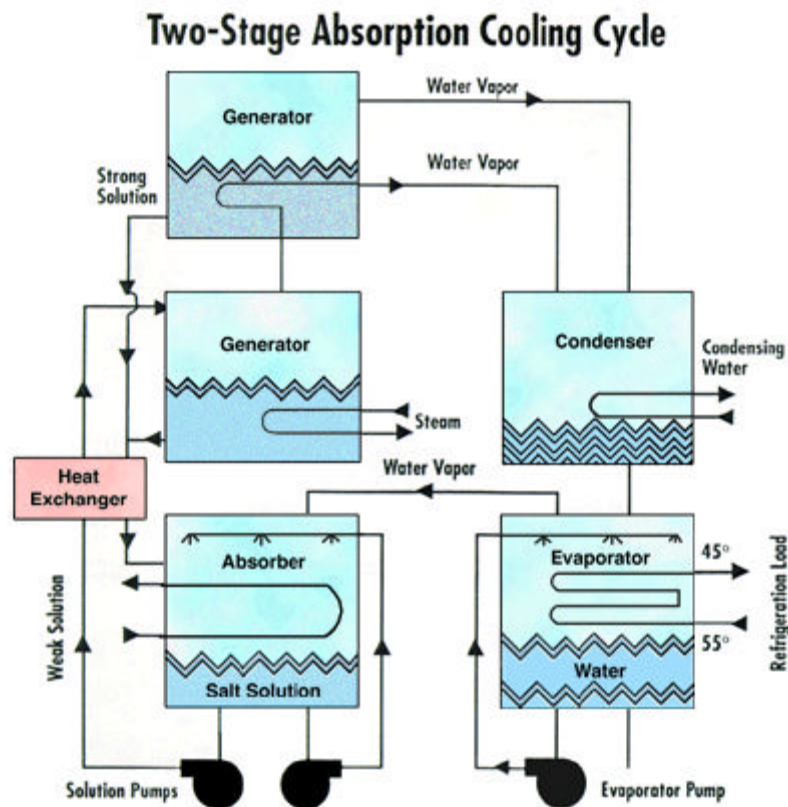 Two-Stage Absorption Cooling Cycle
Water Vapor
Generator
Water Vapor
Strong
Solution
Generator
Condenser
Condensing
Water
Steam
Heat
Exchanger
Water Vapor
Absorber
Evaporator
45°
Refrigeration Load
55°
Weak Solution
Salt Solution
Water
Solution Pumps
Evaporator Pump